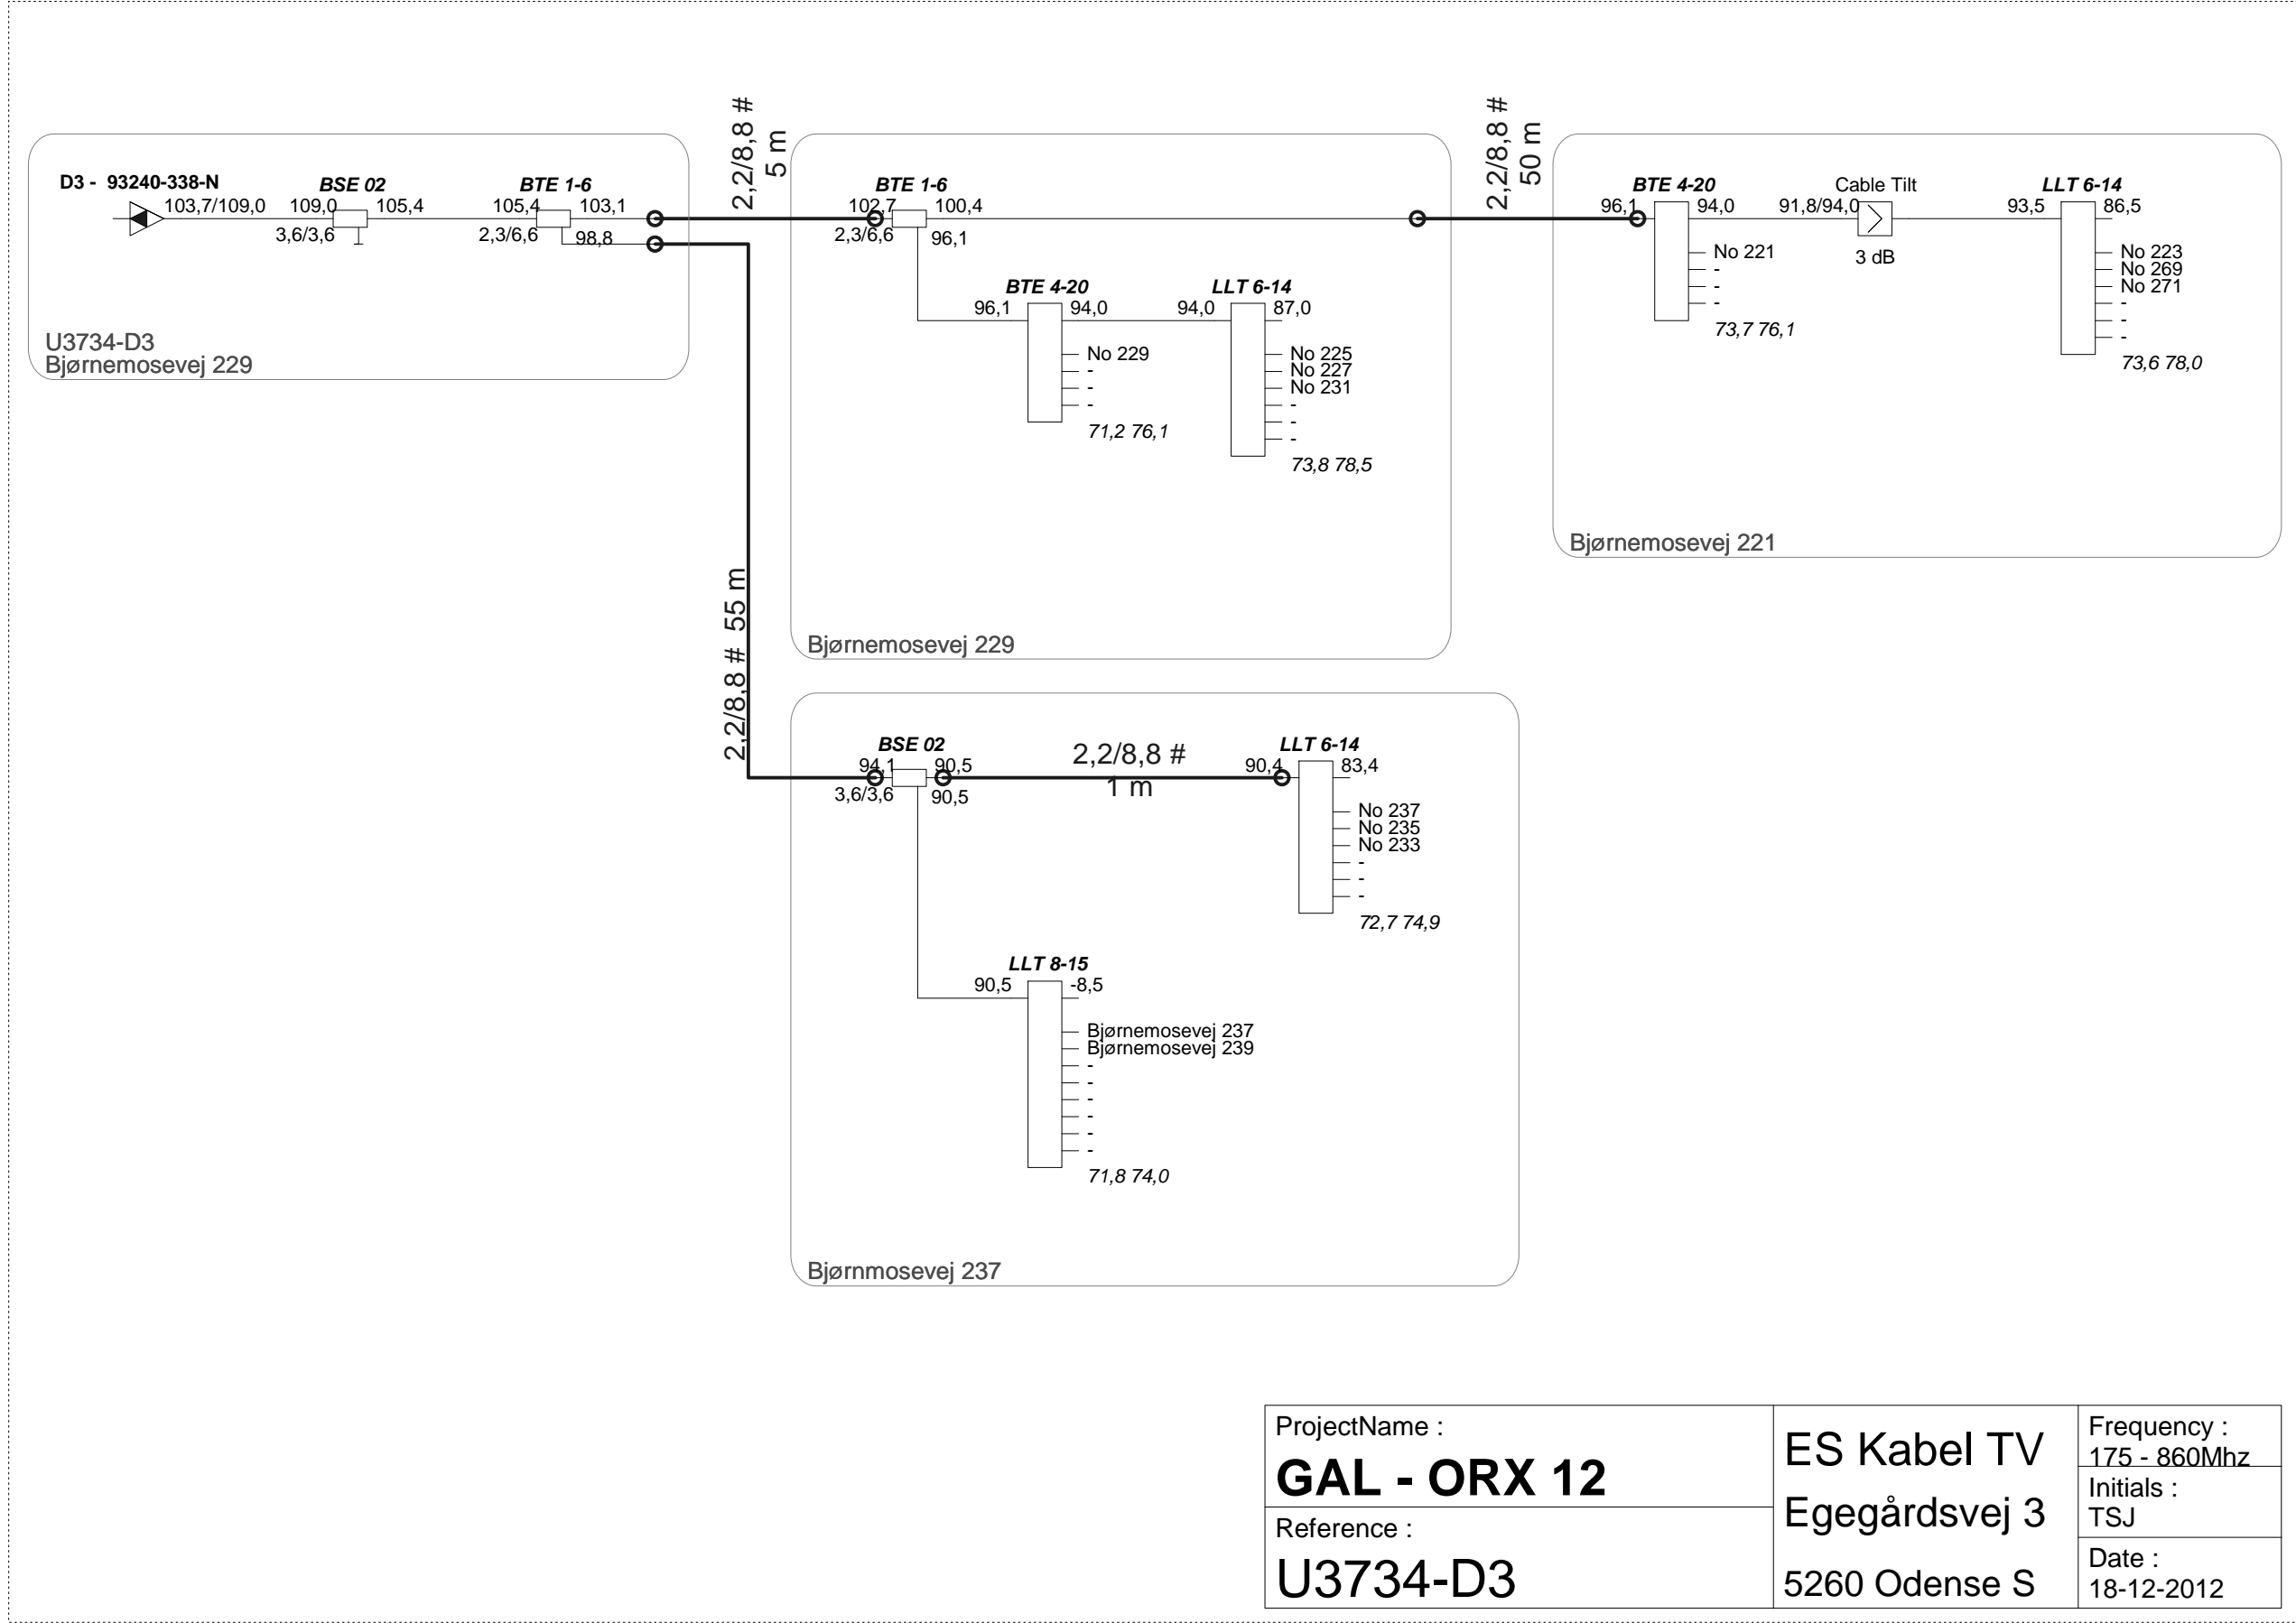 2,2/8,8 #
5 m
2,2/8,8 #
50 m
D3 - 93240-338-N
103,7/109,0
BSE 02
109,0
105,4
3,6/3,6
BTE 1-6
105,4
103,1
2,3/6,6
98,8
U3734-D3
Bjørnemosevej 229
BTE 1-6
102,7
100,4
2,3/6,6
96,1
BTE 4-20
96,1
94,0
No 229
-
-
-
71,2 76,1
LLT 6-14
94,0
87,0
No 225
No 227
No 231
-
-
-
73,8 78,5
Bjørnemosevej 229
BTE 4-20
96,1
94,0
No 221
-
-
-
73,7 76,1
Cable Tilt
91,8/94,0
3 dB
LLT 6-14
93,5
86,5
No 223
No 269
No 271
-
-
-
73,6 78,0
Bjørnemosevej 221
2,2/8,8 # 55 m
BSE 02
94,1
90,5
3,6/3,6
90,5
2,2/8,8 #
1 m
LLT 6-14
90,4
83,4
No 237
No 235
No 233
-
-
-
72,7 74,9
LLT 8-15
90,5
-8,5
Bjørnemosevej 237
Bjørnemosevej 239
-
-
-
-
-
-
71,8 74,0
Bjørnmosevej 237
ProjectName :
GAL - ORX 12
Reference :
U3734-D3
ES Kabel TV
Egegårdsvej 3
5260 Odense S
Frequency :
175 - 860Mhz
Initials :
TSJ
Date :
18-12-2012